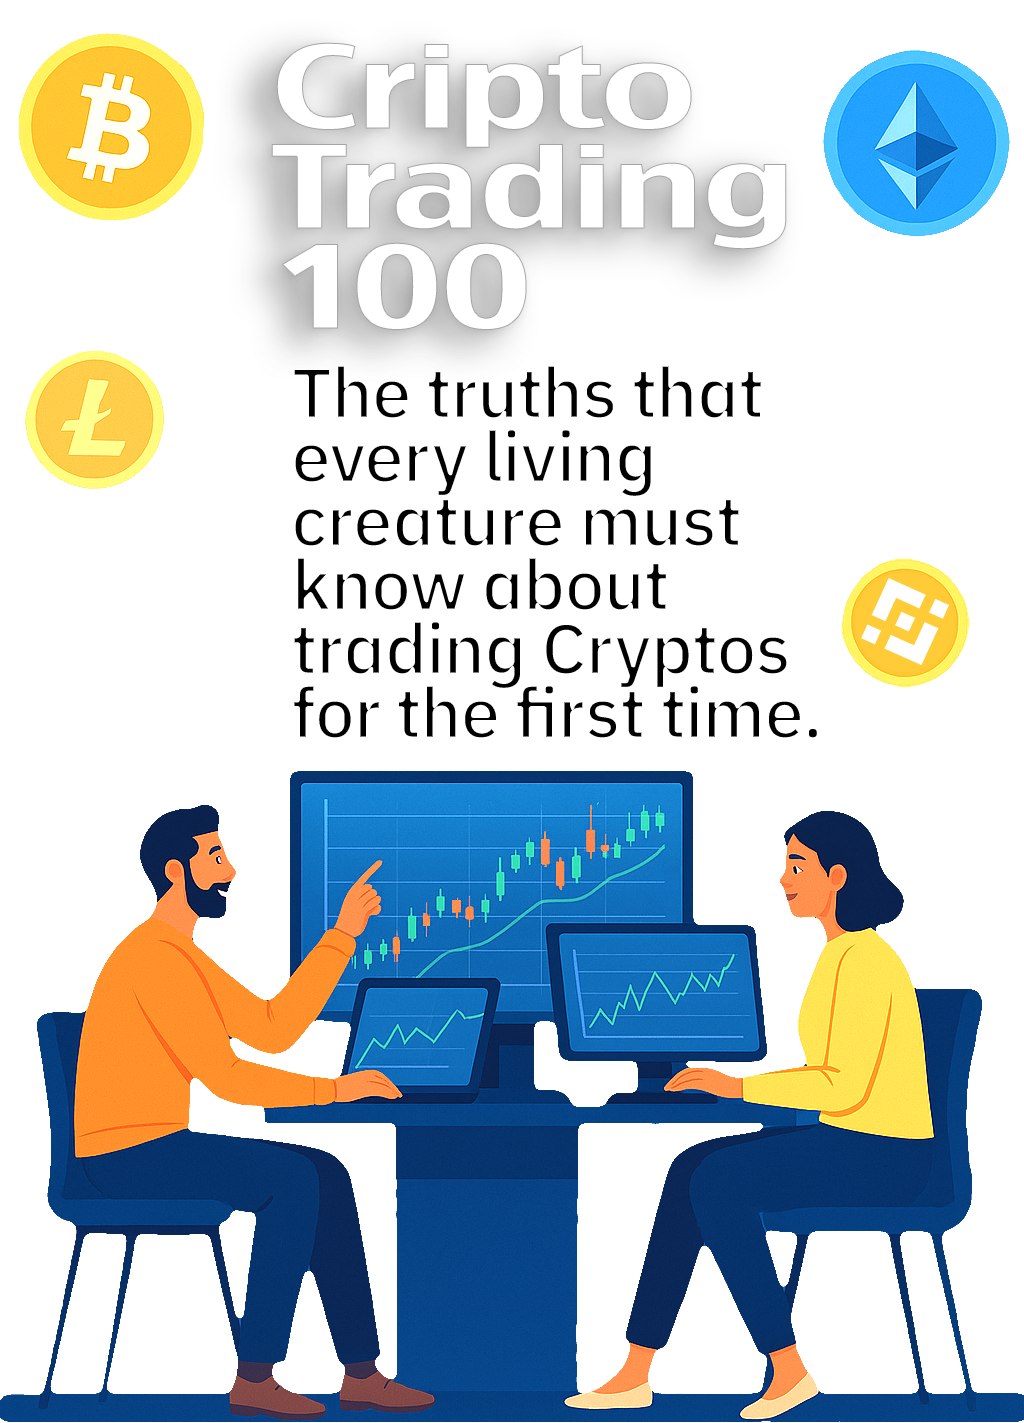 Cripto
Trading
100
The truths that
every living
creature must
know about
trading Cryptos
for the first time.